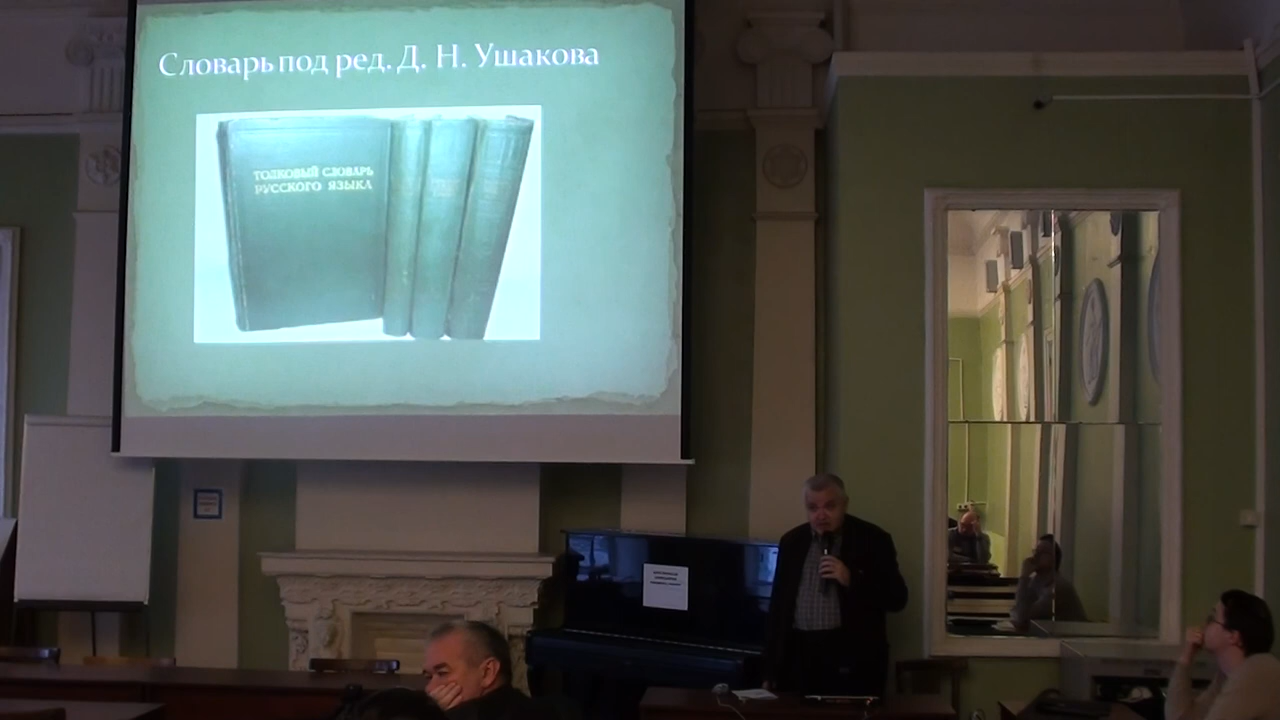 Словарь под ред. Д. Н. Ушакова
ТОЛКОВЫЙ СЛОВАРЬ
РУССКОГО ЯЗЫКА